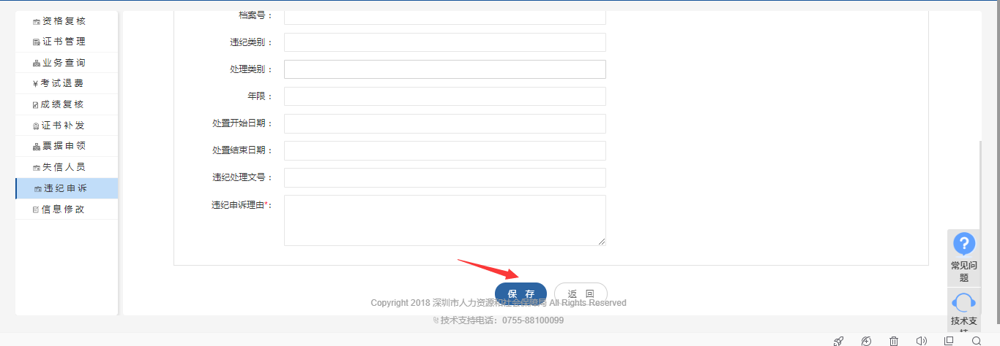 资格复核
证书管理
业务查询
考试退费
成绩复核
证书补发
票据申领
失信人员
违纪申诉
信息修改
档案号：
违纪类别：
处理类别：
年限：
处置开始日期：
处置结束日期：
违纪处理文号：
违纪申诉理由*：
保 存
返 回
Copyright 2018 深圳市人力资源和社会保障局 All Rights Reserved
技术支持电话：0755-88100099
常见问
题
技术支